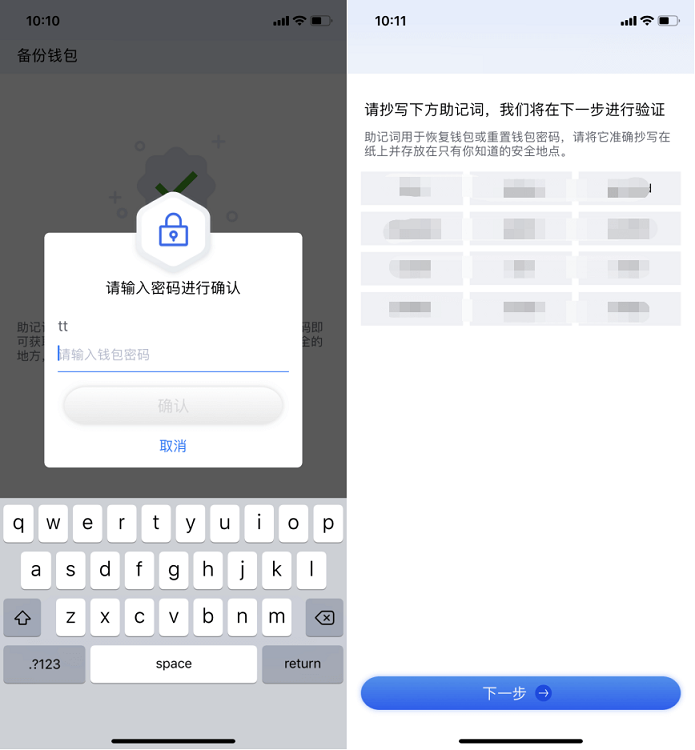 10:10
备份钱包
请输入密码进行确认
tt
请输入钱包密码
确认
取消
助记
码即
可获
全的
地方,
q w e r t y u i o p
a s d f g h j k l
z x c v b n m
.?123 space return
10:11
请抄写下方助记词，我们将在下一步进行验证
助记词用于恢复钱包或重置钱包密码，请将它准确抄写在
纸上并存放在只有你知道的安全地点。
下一步